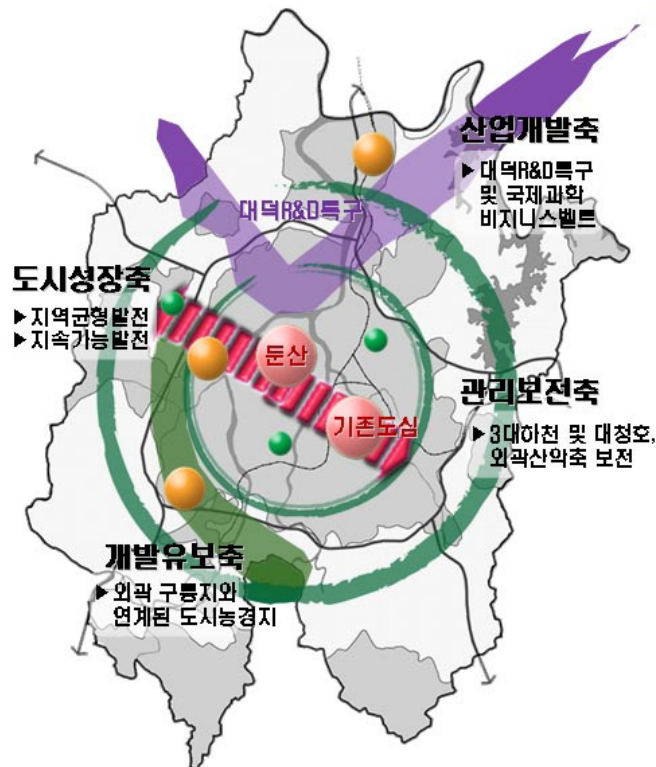 산업개발축
▶ 대덕R&D특구
및 국제과학
비지니스벨트
대덕R&D특구
도시성장축
▶지역균형발전
▶지속가능발전
둔산
기존도심
관리보전축
▶ 3대하천 및 대청호,
외곽산악축 보전
개발유보축
▶ 외곽 구릉지와
연계된 도시농경지